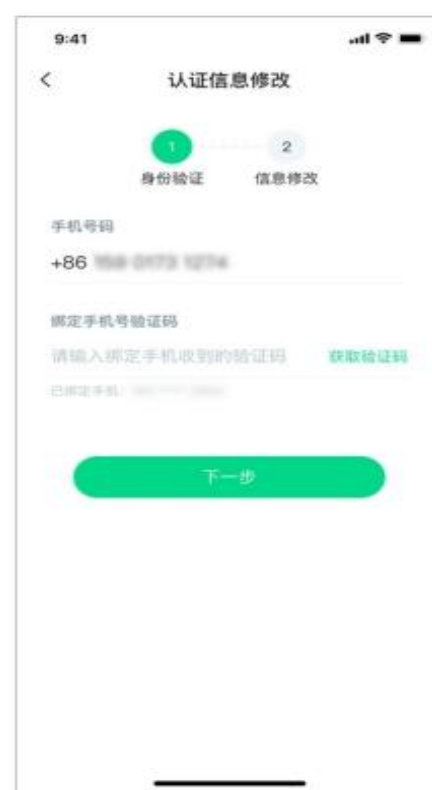 9:41
认证信息修改
1 2
身份验证 信息修改
手机号码
+86
绑定手机号验证码
请输入绑定手机收到的验证码 获取验证码
已绑定手机：
下一步